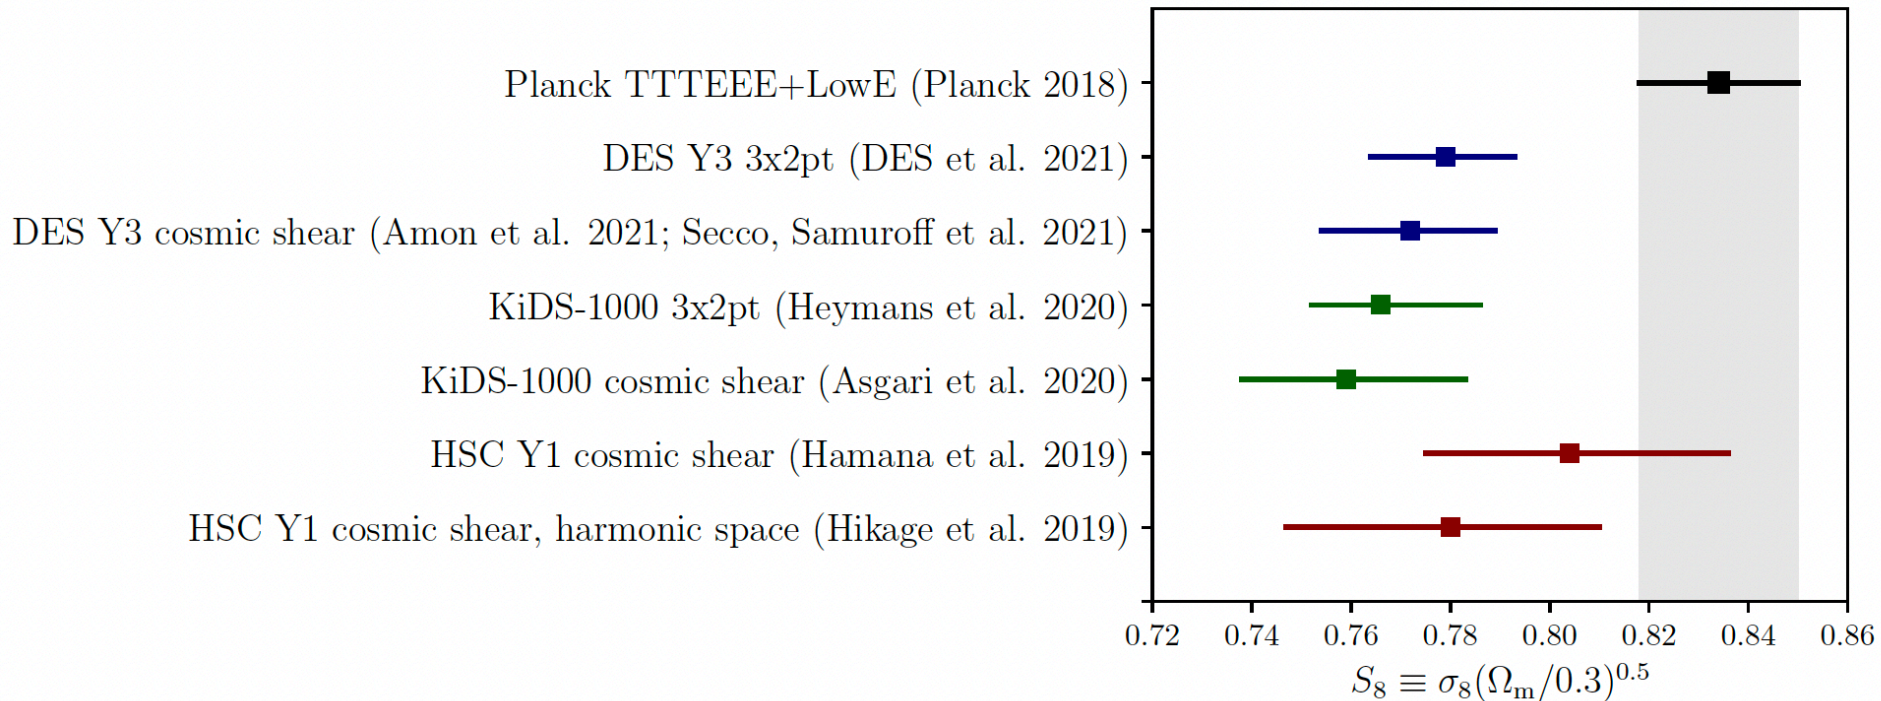 Planck TTTEEE+LowE (Planck 2018)
DES Y3 3x2pt (DES et al. 2021)
DES Y3 cosmic shear (Amon et al. 2021; Secco, Samuroff et al. 2021)
KiDS-1000 3x2pt (Heymans et al. 2020)
KiDS-1000 cosmic shear (Asgari et al. 2020)
HSC Y1 cosmic shear (Hamana et al. 2019)
HSC Y1 cosmic shear, harmonic space (Hikage et al. 2019)
0.72 0.74 0.76 0.78 0.80 0.82 0.84 0.86
S₈ ≡ σ₈(Ωₘ/0.3)⁰·⁵